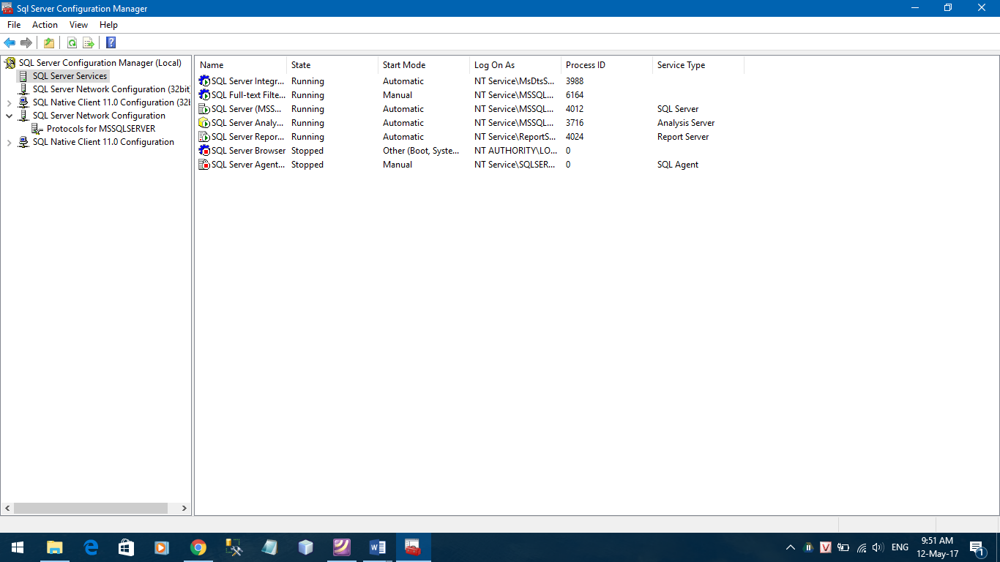 Sql Server Configuration Manager
File Action View Help
SQL Server Configuration Manager (Local)
SQL Server Services
SQL Server Network Configuration (32bit
SQL Native Client 11.0 Configuration (32b
SQL Server Network Configuration
Protocols for MSSQLSERVER
SQL Native Client 11.0 Configuration
Name State Start Mode Log On As Process ID Service Type
SQL Server Integr... Running Automatic NT Service\MsDtsS... 3988
SQL Full-text Filte... Running Manual NT Service\MSSQL... 6164
SQL Server (MSS... Running Automatic NT Service\MSSQL... 4012 SQL Server
SQL Server Analy... Running Automatic NT Service\MSSQL... 3716 Analysis Server
SQL Server Repor... Running Automatic NT Service\ReportS... 4024 Report Server
SQL Server Browser Stopped Other (Boot, Syste... NT AUTHORITY\LO... 0
SQL Server Agent... Stopped Manual NT Service\SQLSER... 0 SQL Agent
ENG
9:51 AM
12-May-17
1